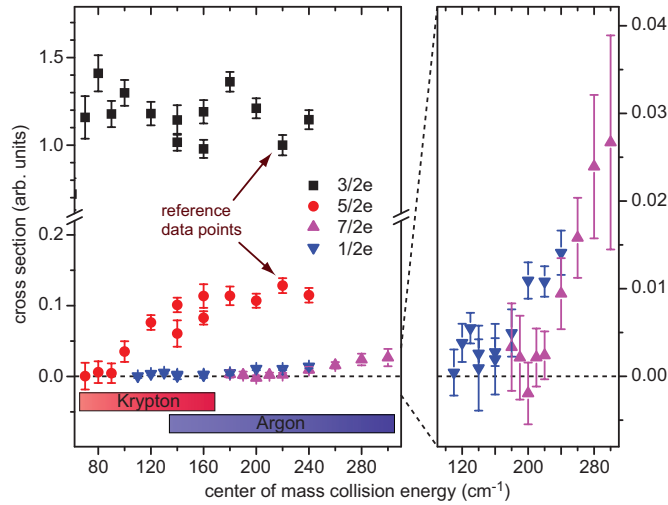 cross section (arb. units)
1.5
1.0
0.2
0.1
0.0
3/2e
5/2e
7/2e
1/2e
reference
data points
Krypton
Argon
80
120
160
200
240
280
center of mass collision energy (cm⁻¹)
0.04
0.03
0.02
0.01
0.00
120
200
280